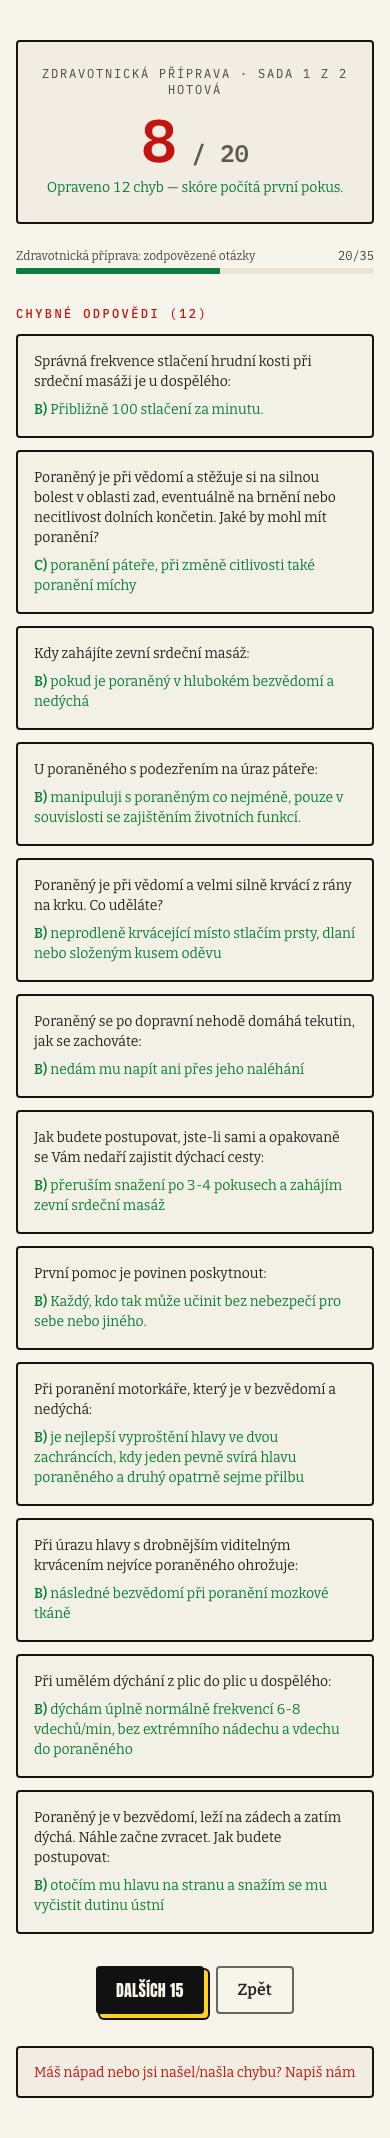 ZDRAVOTNICKÁ PŘÍPRAVA · SADA 1 Z 2
HOTOVÁ
8 / 20
Opraveno 12 chyb — skóre počítá první pokus.
Zdravotnická příprava: zodpovězené otázky 20/35
CHYBNÉ ODPOVĚDI (12)
Správná frekvence stlačení hrudní kosti při
srdeční masáži je u dospělého:
B) Přibližně 100 stlačení za minutu.
Poraněný je při vědomí a stěžuje si na silnou
bolest v oblasti zad, eventuálně na brnění nebo
necitlivost dolních končetin. Jaké by mohl mít
poranění?
C) poranění páteře, při změně citlivosti také
poranění míchy
Kdy zahájíte zevní srdeční masáž:
B) pokud je poraněný v hlubokém bezvědomí a
nedýchá
U poraněného s podezřením na úraz páteře:
B) manipuluji s poraněným co nejméně, pouze v
souvislosti se zajištěním životních funkcí.
Poraněný je při vědomí a velmi silně krvácí z rány
na krku. Co uděláte?
B) neprodleně krvácející místo stlačím prsty, dlaní
nebo složeným kusem oděvu
Poraněný se po dopravní nehodě domáhá tekutin,
jak se zachováte:
B) nedám mu napít ani přes jeho naléhání
Jak budete postupovat, jste-li sami a opakovaně
se Vám nedaří zajistit dýchací cesty:
B) přeruším snažení po 3-4 pokusech a zahájím
zevní srdeční masáž
První pomoc je povinen poskytnout:
B) Každý, kdo tak může učinit bez nebezpečí pro
sebe nebo jiného.
Při poranění motorkáře, který je v bezvědomí a
nedýchá:
B) je nejlepší vyproštění hlavy ve dvou
zachráncích, kdy jeden pevně svírá hlavu
poraněného a druhý opatrně sejme přilbu
Při úrazu hlavy s drobnějším viditelným
krvácením nejvíce poraněného ohrožuje:
B) následné bezvědomí při poranění mozkové
tkáně
Při umělém dýchání z plic do plic u dospělého:
B) dýchám úplně normálně frekvencí 6-8
vdechů/min, bez extrémního nádechu a vdechu
do poraněného
Poraněný je v bezvědomí, leží na zádech a zatím
dýchá. Náhle začne zvracet. Jak budete
postupovat:
B) otočím mu hlavu na stranu a snažím se mu
vyčistit dutinu ústní
DALŠÍCH 15 Zpět
Máš nápad nebo jsi našel/našla chybu? Napiš nám